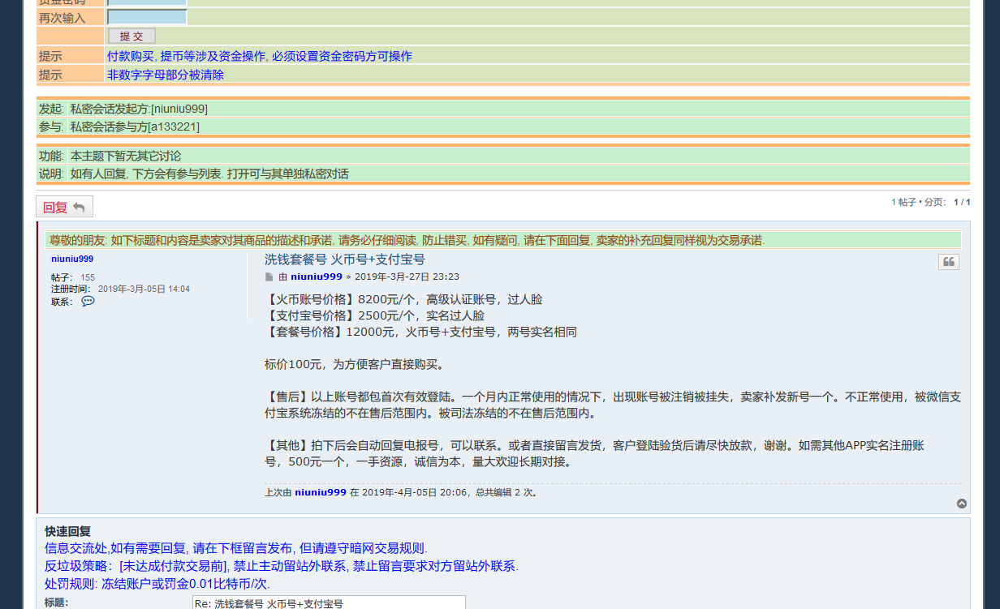 资金密码
再次输入
提 交
提示 付款购买, 提币等涉及资金操作, 必须设置资金密码方可操作
提示 非数字字母部分被清除
发起: 私密会话发起方:[niuniu999]
参与: 私密会话参与方[a133221]
功能: 本主题下暂无其它讨论
说明: 如有人回复, 下方会有参与列表. 打开可与其单独私密对话
回复
1 帖子 • 分页: 1 / 1
尊敬的朋友: 如下标题和内容是卖家对其商品的描述和承诺, 请务必仔细阅读, 防止错买, 如有疑问, 请在下面回复, 卖家的补充回复同样视为交易承诺.
niuniu999
帖子: 155
注册时间: 2019年-3月-05日 14:04
联系:
洗钱套餐号 火币号+支付宝号
由 niuniu999 » 2019年-3月-27日 23:23
【火币账号价格】8200元/个，高级认证账号，过人脸
【支付宝号价格】2500元/个，实名过人脸
【套餐号价格】12000元，火币号+支付宝号，两号实名相同
标价100元，为方便客户直接购买。
【售后】以上账号都包首次有效登陆。一个月内正常使用的情况下，出现账号被注销被挂失，卖家补发新号一个。不正常使用，被微信支
付宝系统冻结的不在售后范围内。被司法冻结的不在售后范围内。
【其他】拍下后会自动回复电报号，可以联系。或者直接留言发货，客户登陆验货后请尽快放款，谢谢。如需其他APP实名注册账
号，500元一个，一手资源，诚信为本，量大欢迎长期对接。
上次由 niuniu999 在 2019年-4月-05日 20:06，总共编辑 2 次。
快速回复
信息交流处,如有需要回复, 请在下框留言发布, 但请遵守暗网交易规则.
反垃圾策略：[未达成付款交易前], 禁止主动留站外联系, 禁止留言要求对方留站外联系.
处罚规则: 冻结账户或罚金0.01比特币/次.
标题: Re: 洗钱套餐号 火币号+支付宝号